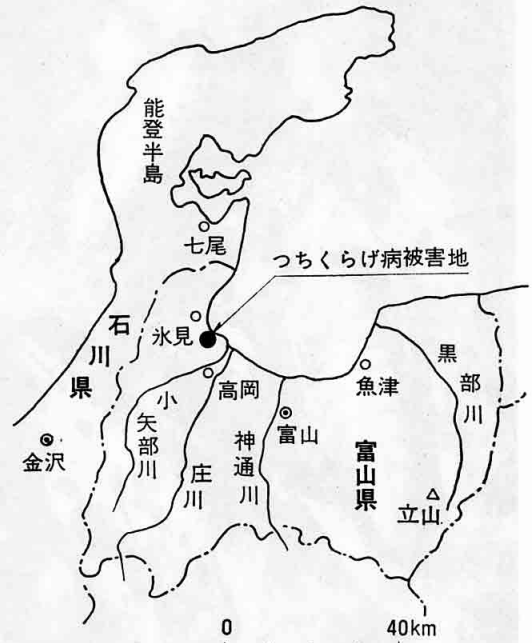 能登半島
七尾
つちくらげ病被害地
氷見
石川県
金沢
小矢部川
高岡
庄川
神通川
富山
魚津
黒部川
富山県
立山
0 40km